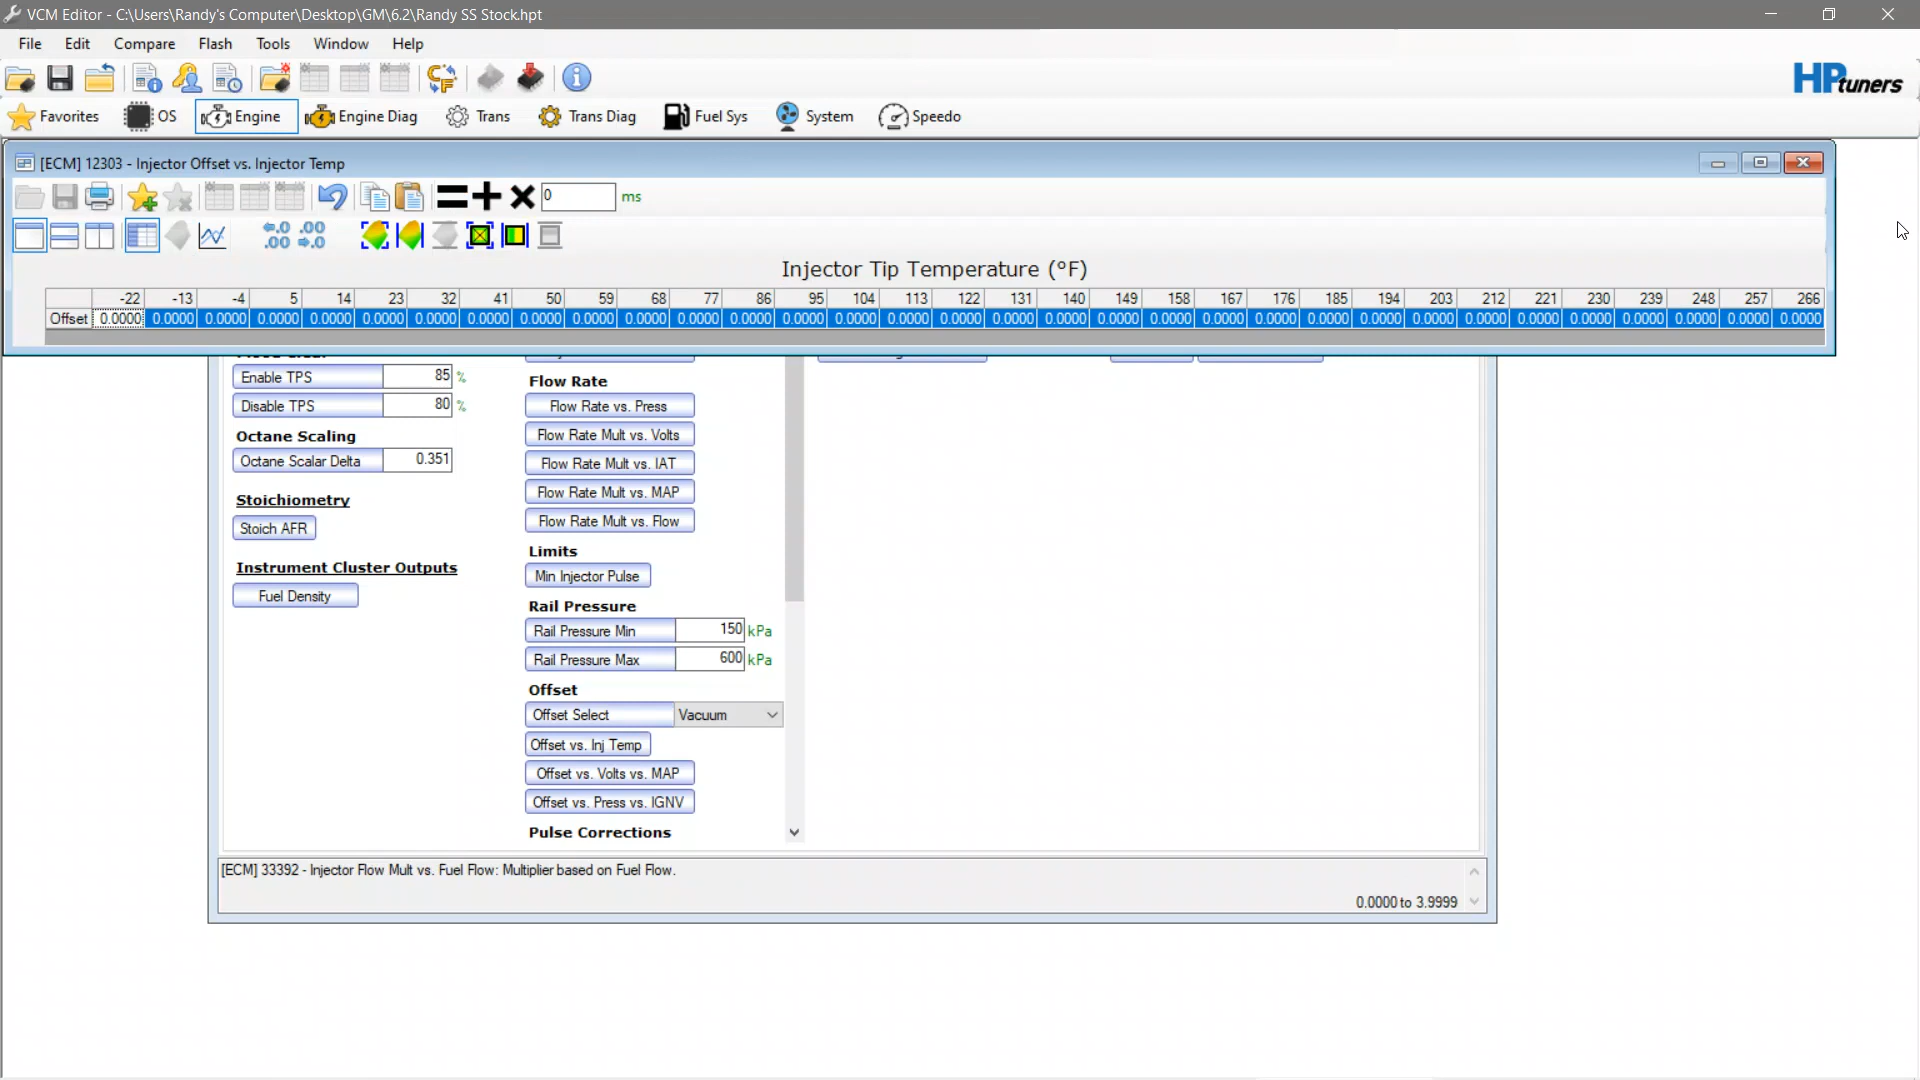 VCM Editor - C:\Users\Randy's Computer\Desktop\GM\6.2\Randy SS Stock.hpt
File Edit Compare Flash Tools Window Help
HPtuners
Favorites OS Engine Engine Diag Trans Trans Diag Fuel Sys System Speedo
[ECM] 12303 - Injector Offset vs. Injector Temp
0 ms
Injector Tip Temperature (°F)
-22 -13 -4 5 14 23 32 41 50 59 68 77 86 95 104 113 122 131 140 149 158 167 176 185 194 203 212 221 230 239 248 257 266
Offset 0.0000 0.0000 0.0000 0.0000 0.0000 0.0000 0.0000 0.0000 0.0000 0.0000 0.0000 0.0000 0.0000 0.0000 0.0000 0.0000 0.0000 0.0000 0.0000 0.0000 0.0000 0.0000 0.0000 0.0000 0.0000 0.0000 0.0000 0.0000 0.0000 0.0000 0.0000 0.0000 0.0000
Enable TPS 85 %
Disable TPS 80 %
Octane Scaling
Octane Scalar Delta 0.351
Stoichiometry
Stoich AFR
Instrument Cluster Outputs
Fuel Density
Flow Rate
Flow Rate vs. Press
Flow Rate Mult vs. Volts
Flow Rate Mult vs. IAT
Flow Rate Mult vs. MAP
Flow Rate Mult vs. Flow
Limits
Min Injector Pulse
Rail Pressure
Rail Pressure Min 150 kPa
Rail Pressure Max 600 kPa
Offset
Offset Select Vacuum
Offset vs. Inj Temp
Offset vs. Volts vs. MAP
Offset vs. Press vs. IGNV
Pulse Corrections
[ECM] 33392 - Injector Flow Mult vs. Fuel Flow: Multiplier based on Fuel Flow.
0.0000 to 3.9999